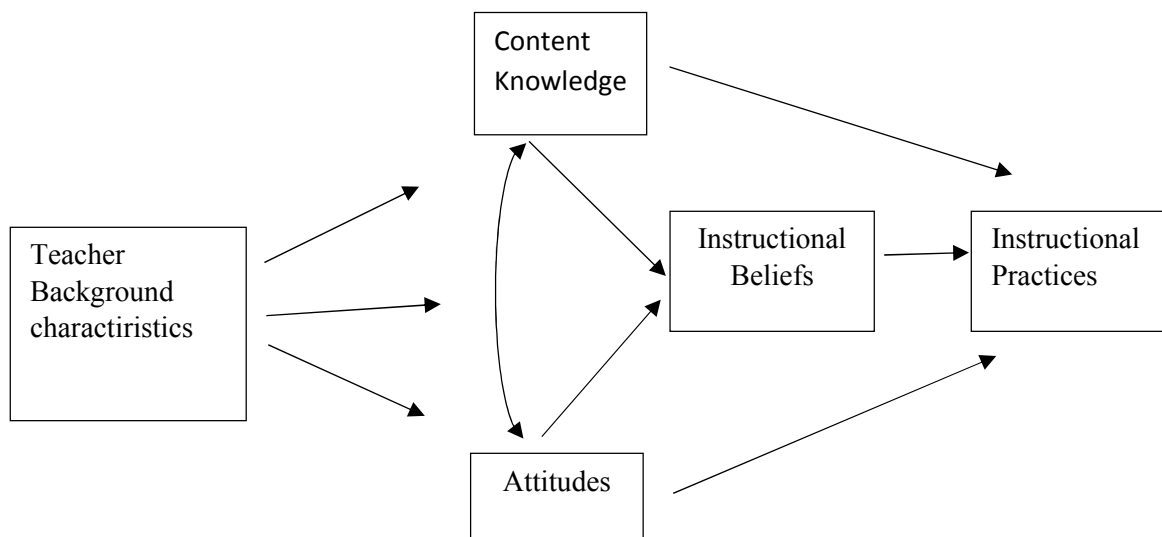 Content
Knowledge
Teacher
Background
charactiristics
Instructional
Beliefs
Instructional
Practices
Attitudes